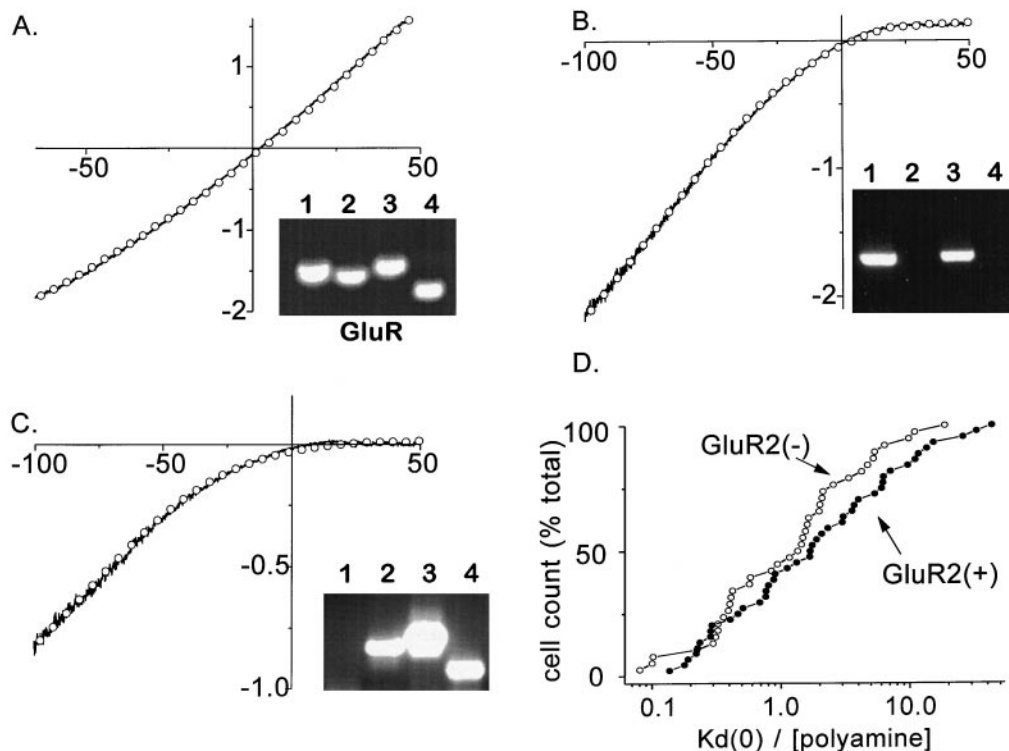 A.
1
-50
50
-1
-2
1 2 3 4
GluR
B.
-100
-50
50
-1
-2
1 2 3 4
C.
-100
-50
50
-0.5
-1.0
1 2 3 4
D.
cell count (% total)
100
50
0
GluR2(-)
GluR2(+)
0.1
1.0
10.0
Kd(0) / [polyamine]